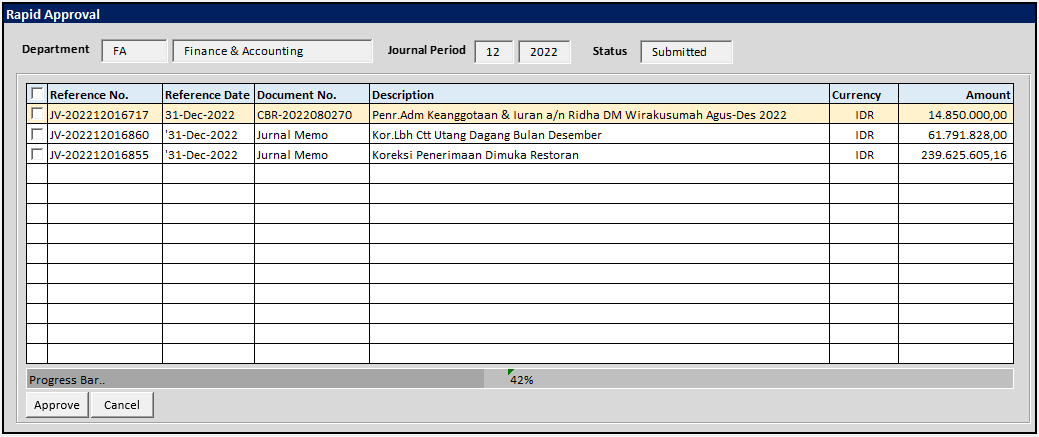 Rapid Approval
Department FA Finance & Accounting Journal Period 12 2022 Status Submitted
Reference No. Reference Date Document No. Description Currency Amount
JV-202212016717 31-Dec-2022 CBR-2022080270 Penr.Adm Keanggotaan & Iuran a/n Ridha DM Wirakusumah Agus-Des 2022 IDR 14.850.000,00
JV-202212016860 '31-Dec-2022 Jurnal Memo Kor.Lbh Ctt Utang Dagang Bulan Desember IDR 61.791.828,00
JV-202212016855 '31-Dec-2022 Jurnal Memo Koreksi Penerimaan Dimuka Restoran IDR 239.625.605,16
Progress Bar.. 42%
Approve Cancel